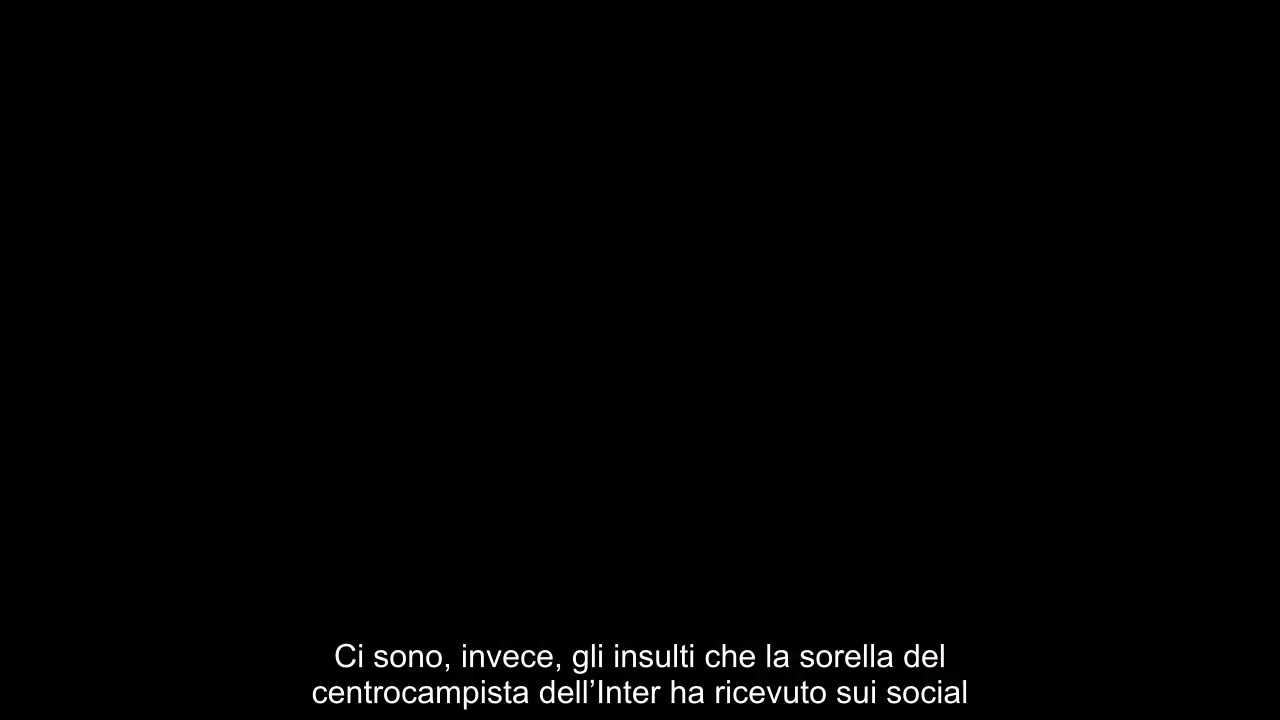 Ci sono, invece, gli insulti che la sorella del
centrocampista dell’Inter ha ricevuto sui social